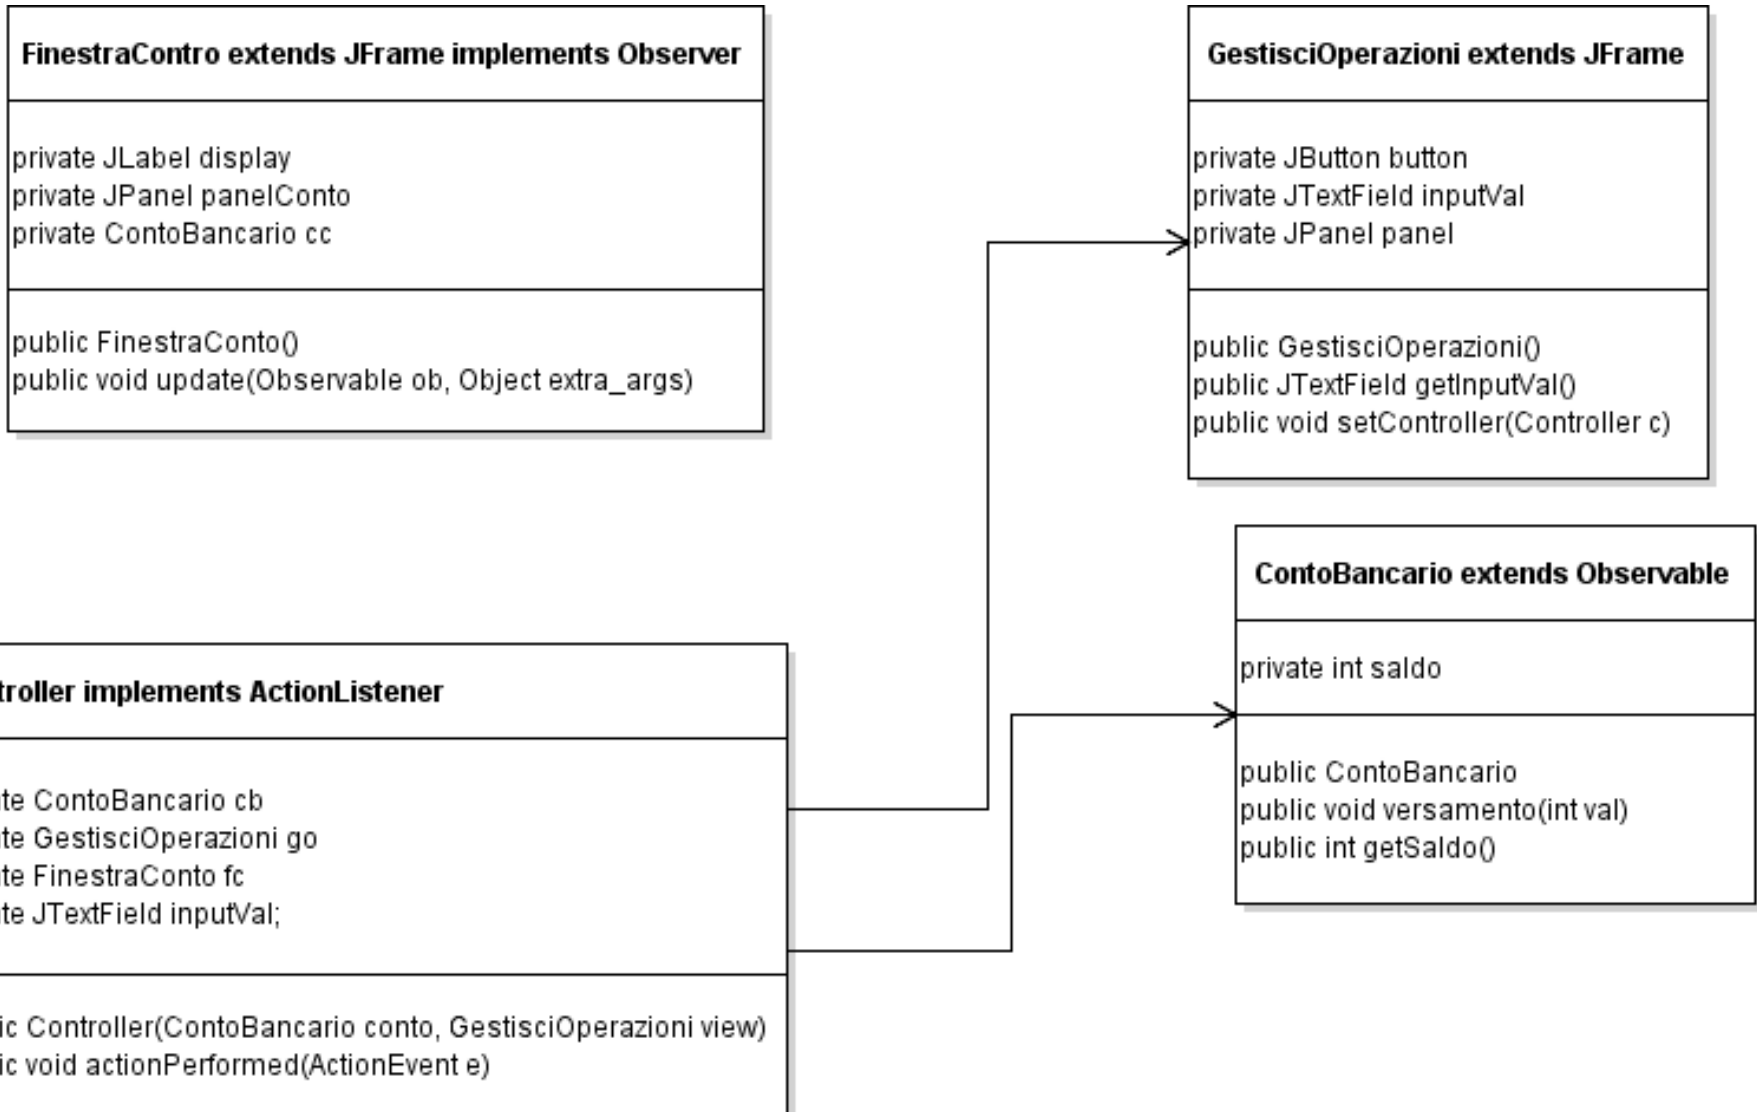 FinestraContro extends JFrame implements Observer
private JLabel display
private JPanel panelConto
private ContoBancario cc
public FinestraConto()
public void update(Observable ob, Object extra_args)
GestisciOperazioni extends JFrame
private JButton button
private JTextField inputVal
private JPanel panel
public GestisciOperazioni()
public JTextField getInputVal()
public void setController(Controller c)
ContoBancario extends Observable
private int saldo
public ContoBancario
public void versamento(int val)
public int getSaldo()
troller implements ActionListener
te ContoBancario cb
te GestisciOperazioni go
te FinestraConto fc
te JTextField inputVal;
ic Controller(ContoBancario conto, GestisciOperazioni view)
ic void actionPerformed(ActionEvent e)